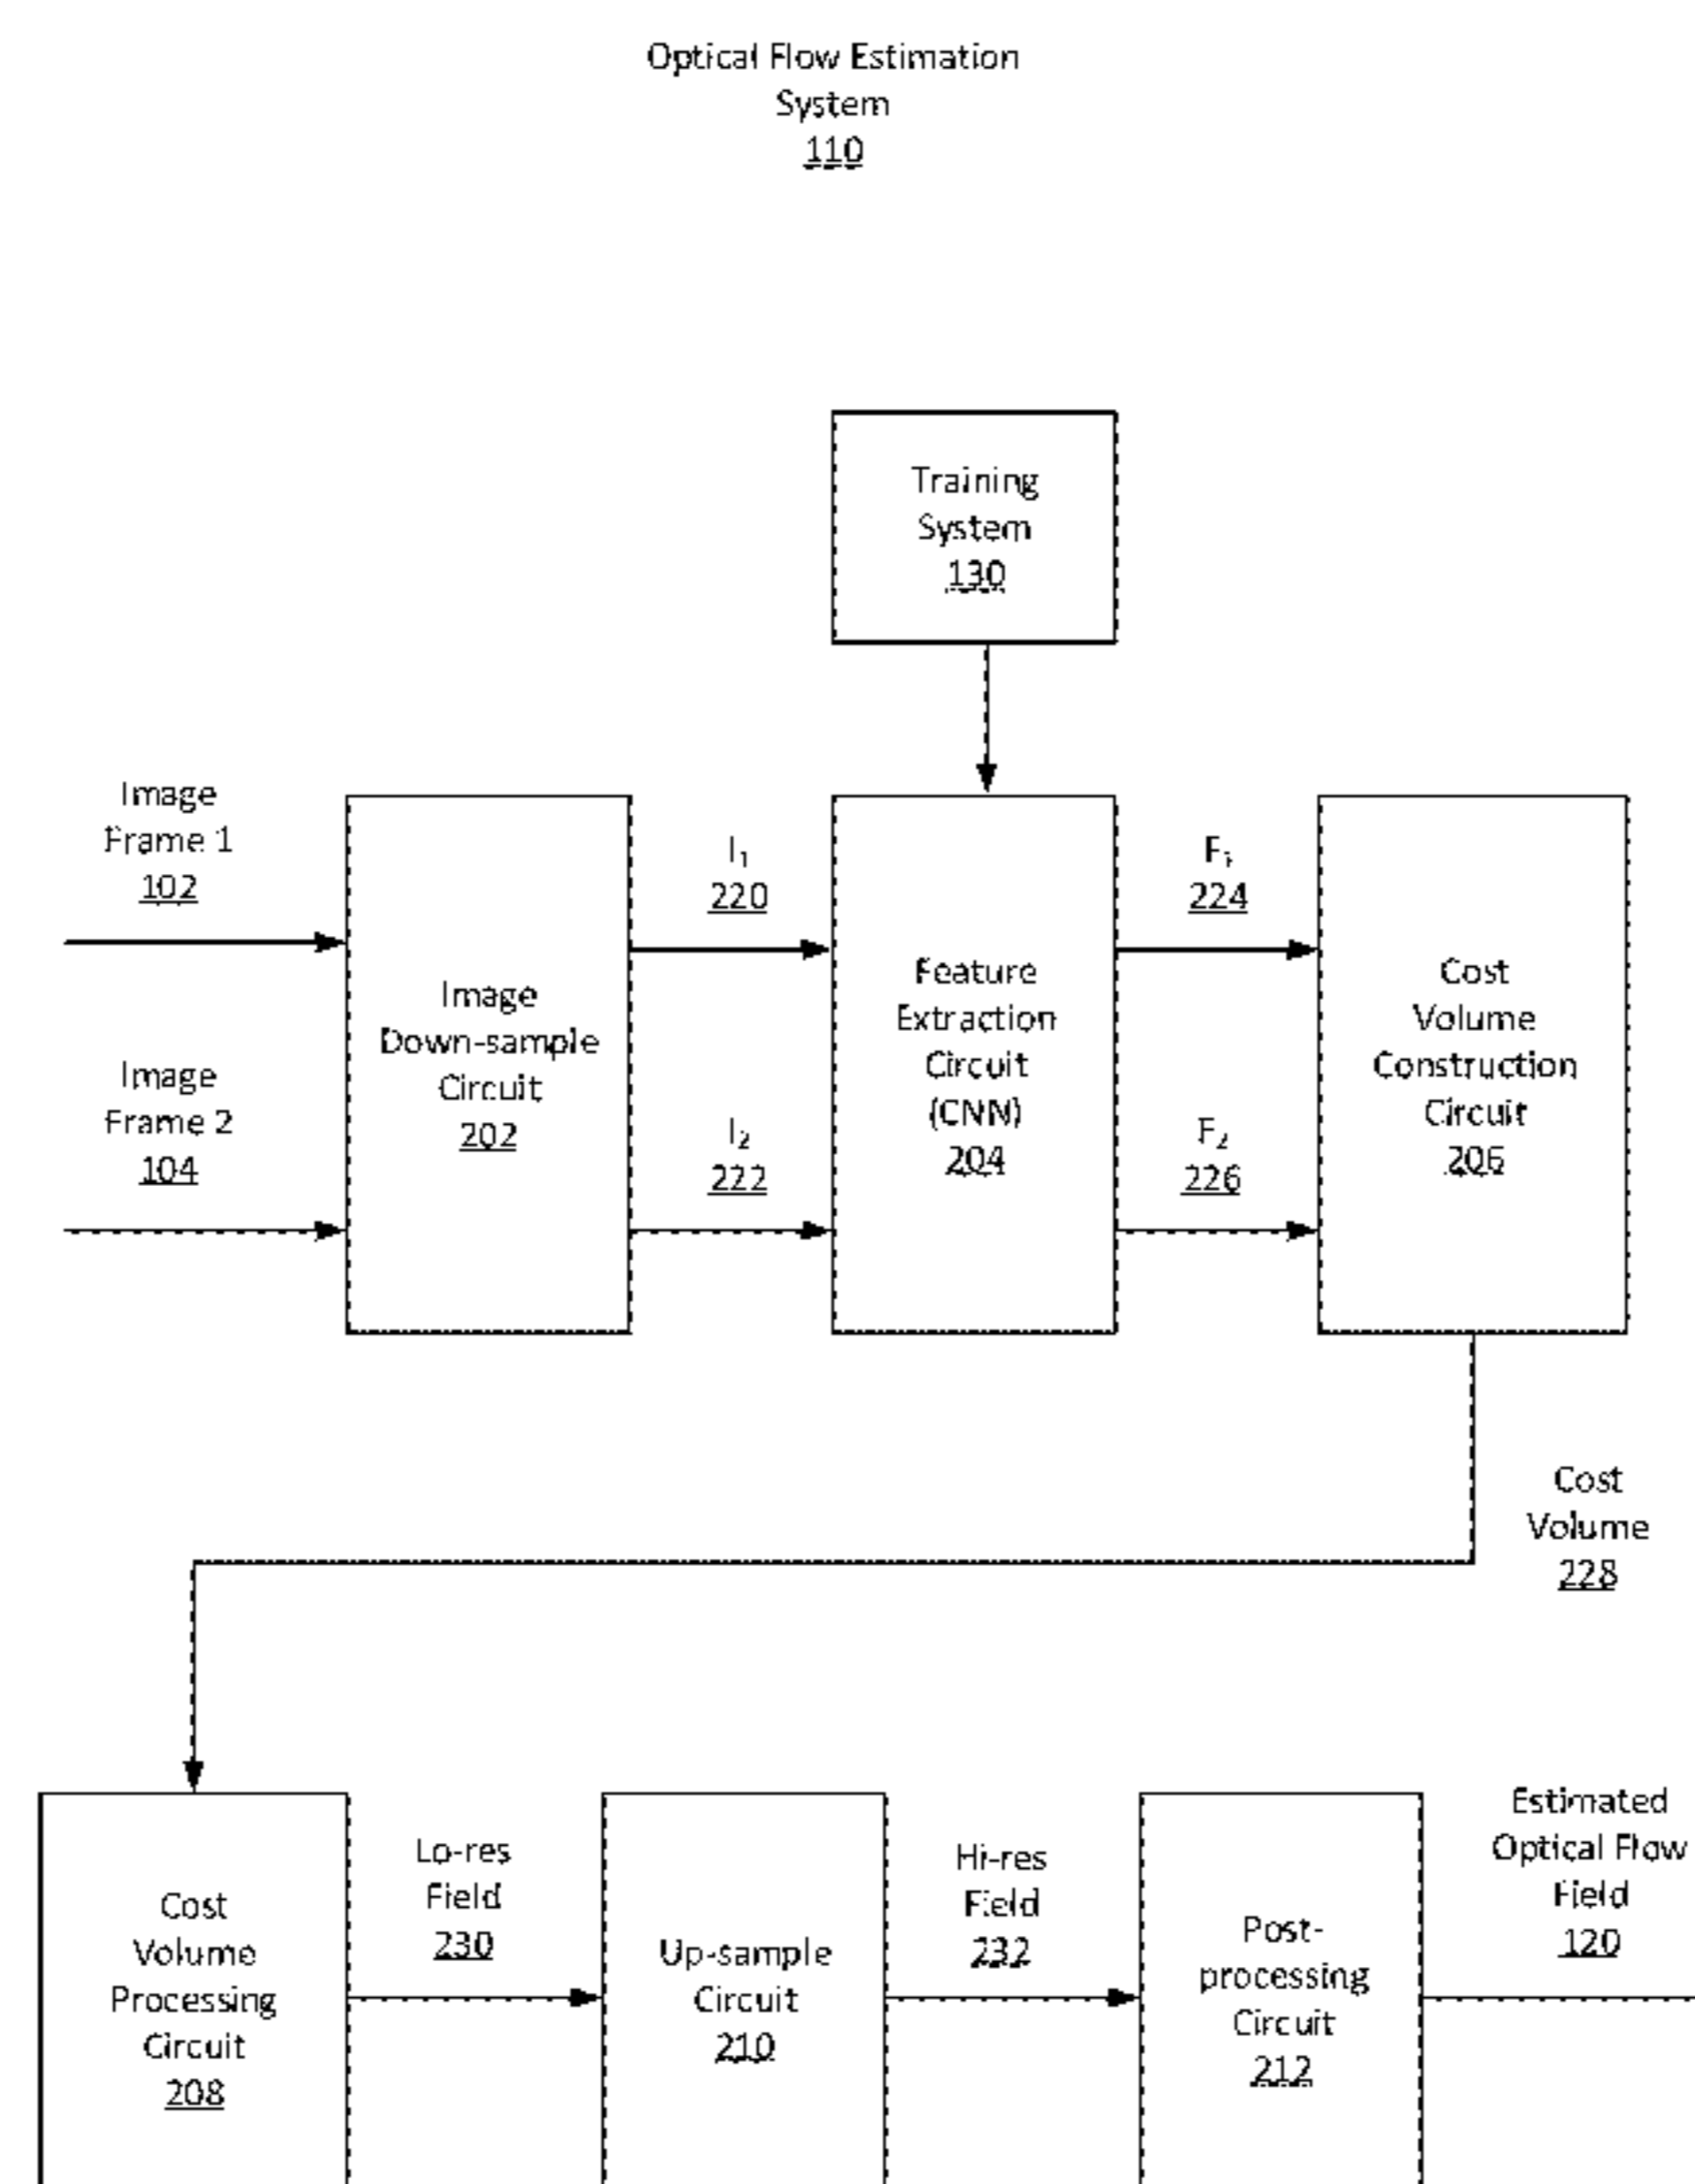 Optical Flow Estimation
System
110
Training
System
130
Image
Frame 1
102
Image
Frame 2
104
Image
Down-sample
Circuit
202
I₁
220
I₂
222
Feature
Extraction
Circuit
(CNN)
204
F₁
224
F₂
226
Cost
Volume
Construction
Circuit
206
Cost
Volume
228
Cost
Volume
Processing
Circuit
208
Lo-res
Field
230
Up-sample
Circuit
210
Hi-res
Field
232
Post-
processing
Circuit
212
Estimated
Optical Flow
Field
120